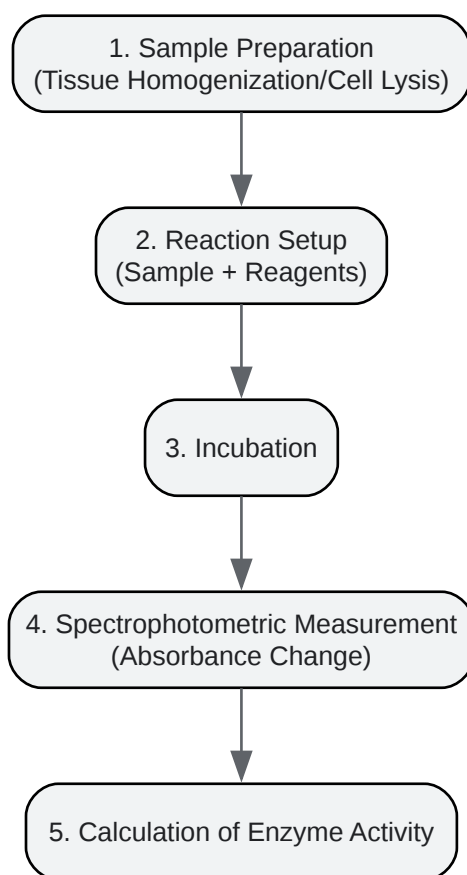 1. Sample Preparation
(Tissue Homogenization/Cell Lysis)
2. Reaction Setup
(Sample + Reagents)
3. Incubation
4. Spectrophotometric Measurement
(Absorbance Change)
5. Calculation of Enzyme Activity